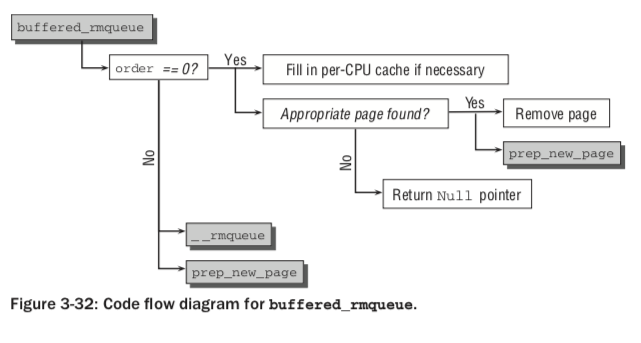 buffered_rmqueue
order == 0?
Yes
Fill in per-CPU cache if necessary
Appropriate page found?
Yes
Remove page
prep_new_page
No
No
Return Null pointer
__rmqueue
prep_new_page
Figure 3-32: Code flow diagram for buffered_rmqueue.